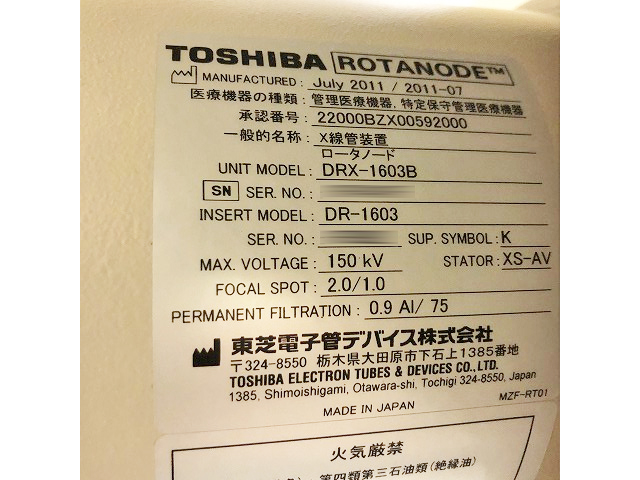 TOSHIBA ROTANODE™
MANUFACTURED : July 2011 / 2011-07
医療機器の種類 : 管理医療機器, 特定保守管理医療機器
承認番号 : 22000BZX00592000
一般的名称 : X線管装置
ロータノード
UNIT MODEL : DRX-1603B
SN SER. NO. :
INSERT MODEL : DR-1603
SER. NO. : SUP. SYMBOL : K
MAX. VOLTAGE : 150 kV STATOR : XS-AV
FOCAL SPOT : 2.0/1.0
PERMANENT FILTRATION : 0.9 Al/ 75
東芝電子管デバイス株式会社
〒324-8550 栃木県大田原市下石上1385番地
TOSHIBA ELECTRON TUBES & DEVICES CO., LTD.
1385, Shimoishigami, Otawara-shi, Tochigi 324-8550, Japan
MADE IN JAPAN MZF-RT01
火気厳禁
第四類第三石油類(絶縁油)